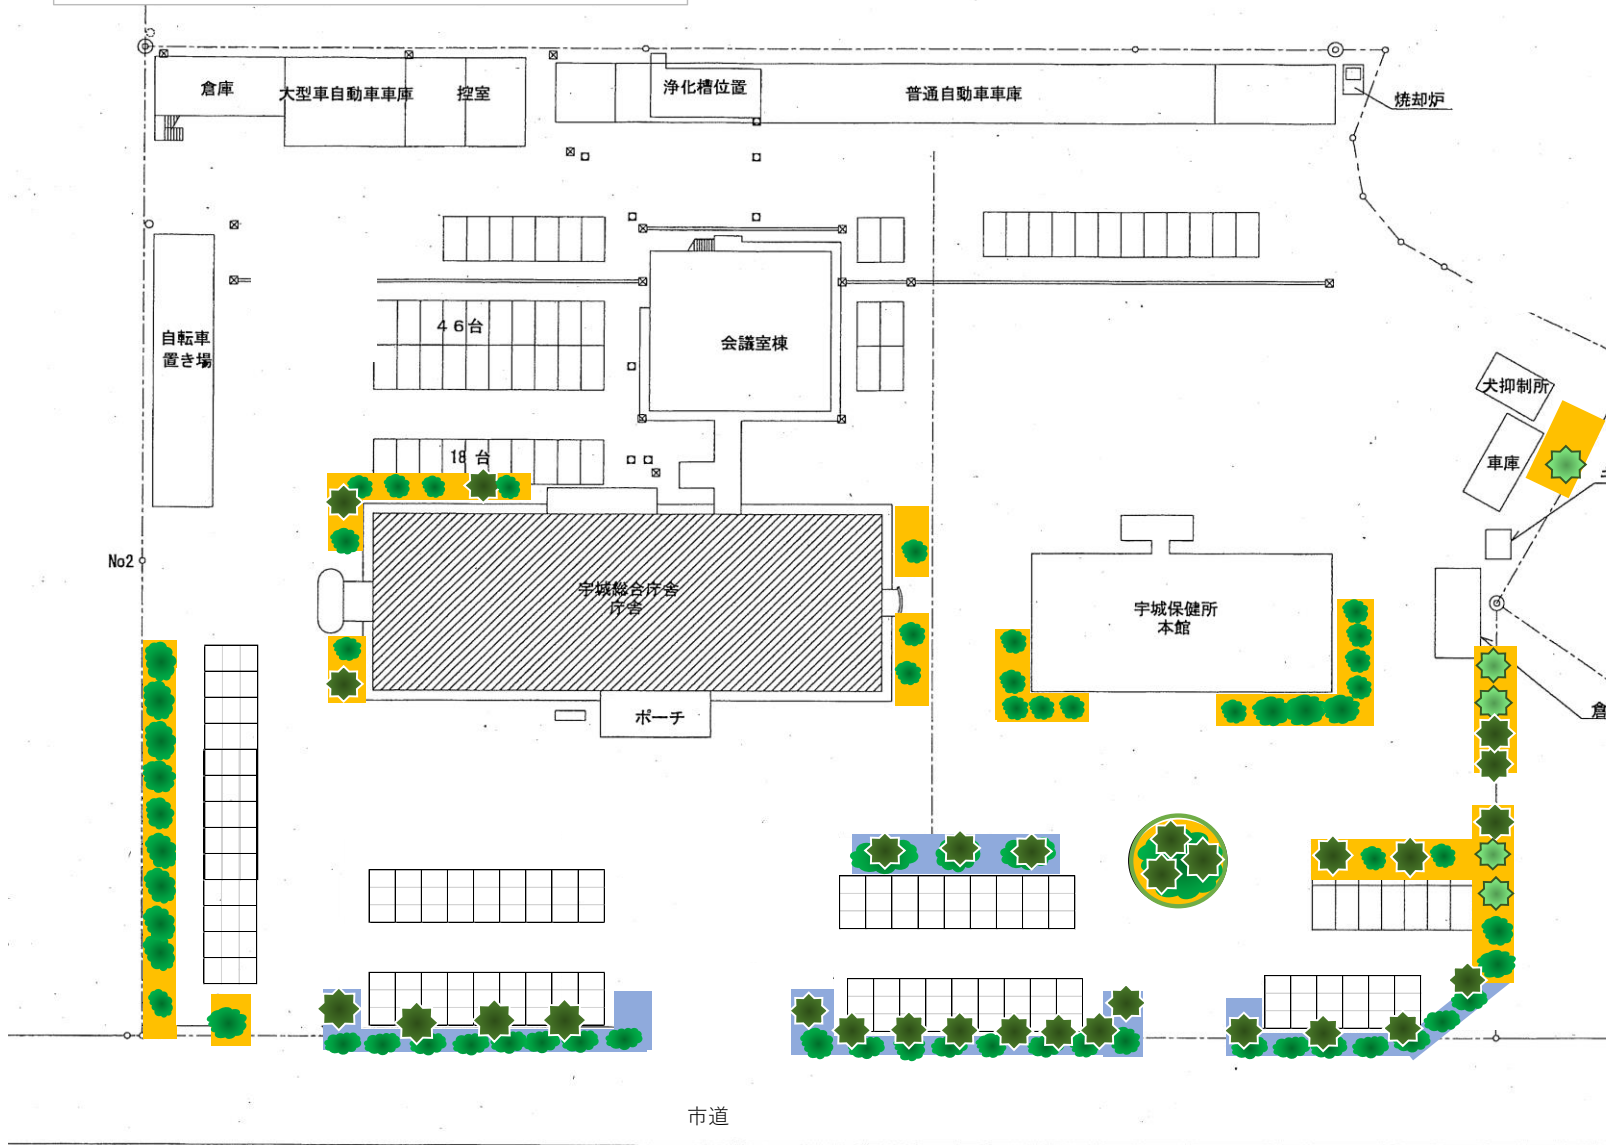 倉庫
大型車自動車車庫
控室
浄化槽位置
普通自動車車庫
焼却炉
自転車
置き場
46台
会議室棟
18台
犬抑制所
車庫
No2
宇城総合庁舎
庁舎
宇城保健所
本館
ポーチ
市道